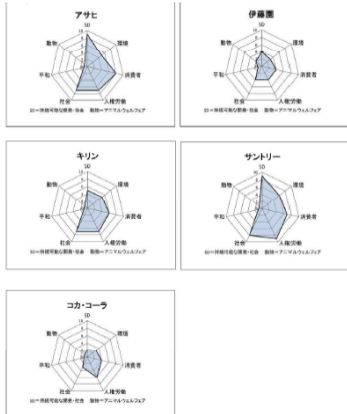 アサヒ
SD
10
動物
環境
平和
消費者
社会
人権労働
SD=持続可能な開発・社会 動物=アニマルウェルフェア
伊藤園
SD
10
動物
環境
平和
消費者
社会
人権労働
SD=持続可能な開発・社会 動物=アニマルウェルフェア
キリン
SD
10
動物
環境
平和
消費者
社会
人権労働
SD=持続可能な開発・社会 動物=アニマルウェルフェア
サントリー
SD
10
動物
環境
平和
消費者
社会
人権労働
SD=持続可能な開発・社会 動物=アニマルウェルフェア
コカ・コーラ
SD
10
動物
環境
平和
消費者
社会
人権労働
SD=持続可能な開発・社会 動物=アニマルウェルフェア